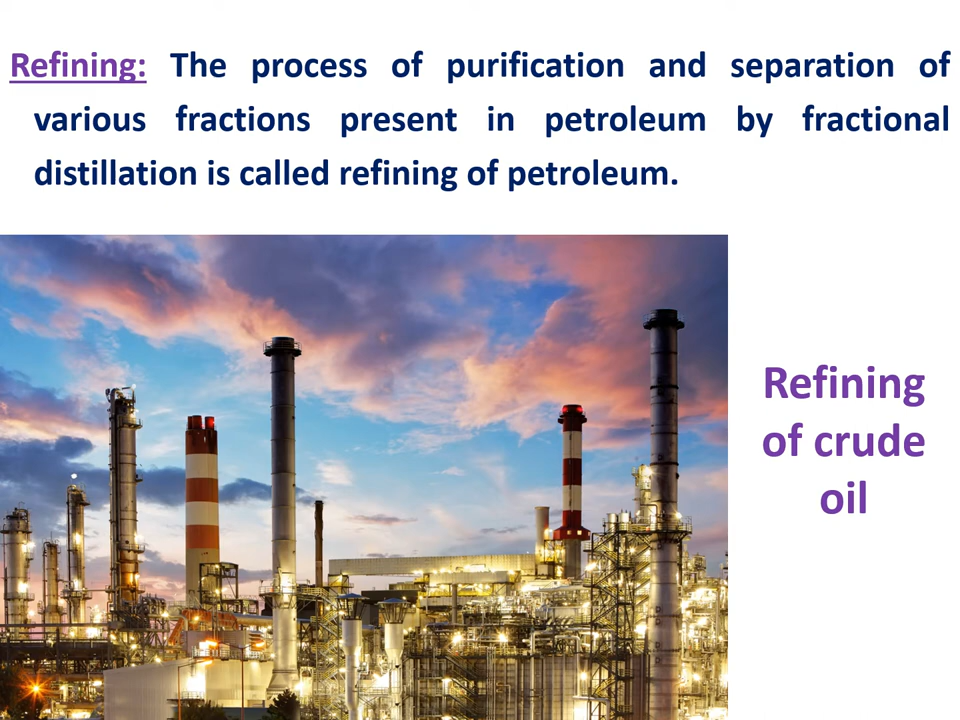 Refining: The process of purification and separation of
various fractions present in petroleum by fractional
distillation is called refining of petroleum.
Refining
of crude
oil